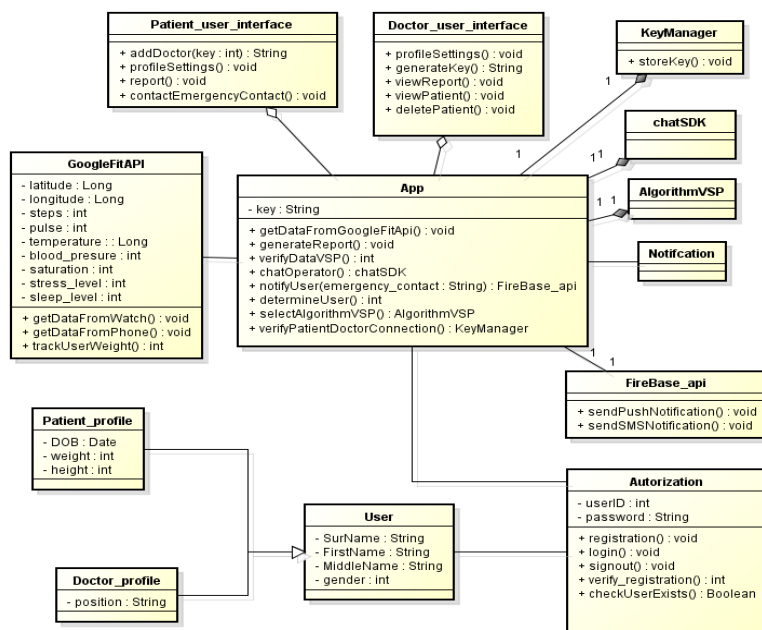 Patient_user_interface
+ addDoctor(key : int) : String
+ profileSettings() : void
+ report() : void
+ contactEmergencyContact() : void
Doctor_user_interface
+ profileSettings() : void
+ generateKey() : String
+ viewReport() : void
+ viewPatient() : void
+ deletePatient() : void
KeyManager
+ storeKey() : void
1
1
chatSDK
1
1
AlgorithmVSP
1
1
Notifcation
GoogleFitAPI
- latitude : Long
- longitude : Long
- steps : int
- pulse : int
- temperature : : Long
- blood_presure : int
- saturation : int
- stress_level : int
- sleep_level : int
+ getDataFromWatch() : void
+ getDataFromPhone() : void
+ trackUserWeight() : int
App
- key : String
+ getDataFromGoogleFitApi() : void
+ generateReport() : void
+ verifyDataVSP() : int
+ chatOperator() : chatSDK
+ notifyUser(emergency_contact : String) : FireBase_api
+ determineUser() : int
+ selectAlgorithmVSP() : AlgorithmVSP
+ verifyPatientDoctorConnection() : KeyManager
1
1
FireBase_api
+ sendPushNotification() : void
+ sendSMSNotification() : void
Patient_profile
- DOB : Date
- weight : int
- height : int
Doctor_profile
- position : String
User
- SurName : String
- FirstName : String
- MiddleName : String
- gender : int
Autorization
- userID : int
- password : String
+ registration() : void
+ login() : void
+ signout() : void
+ verify_registration() : int
+ checkUserExists() : Boolean